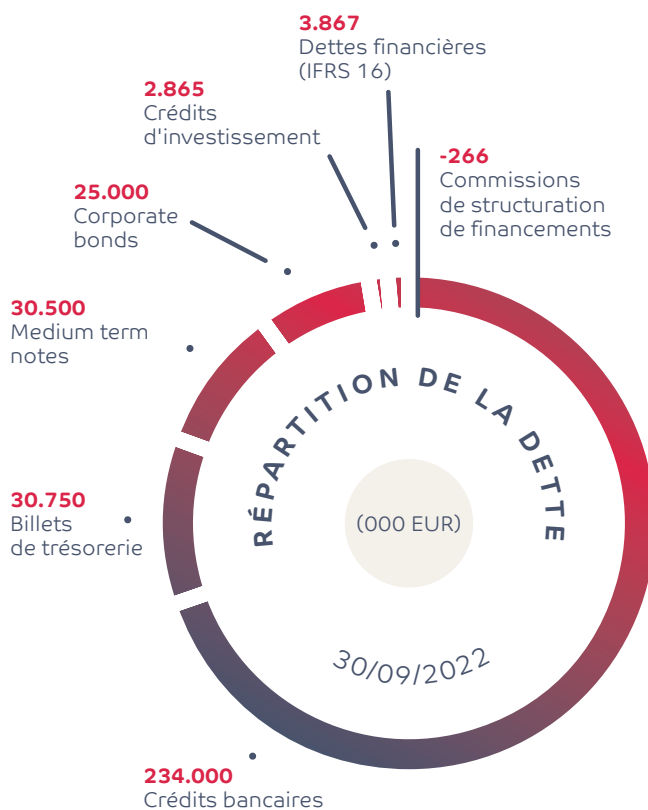 3.867
Dettes financières
(IFRS 16)
2.865
Crédits
d'investissement
-266
Commissions
de structuration
de financements
25.000
Corporate
bonds
30.500
Medium term
notes
30.750
Billets
de trésorerie
234.000
Crédits bancaires
RÉPARTITION DE LA DETTE
(000 EUR)
30/09/2022